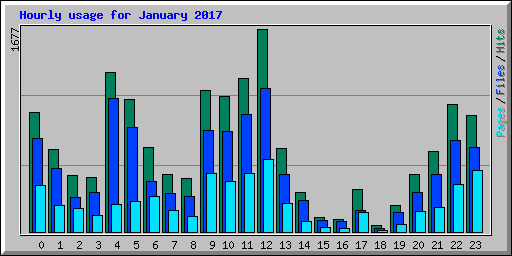 Hourly usage for January 2017
1677
Pages/Files/Hits
0 1 2 3 4 5 6 7 8 9 10 11 12 13 14 15 16 17 18 19 20 21 22 23